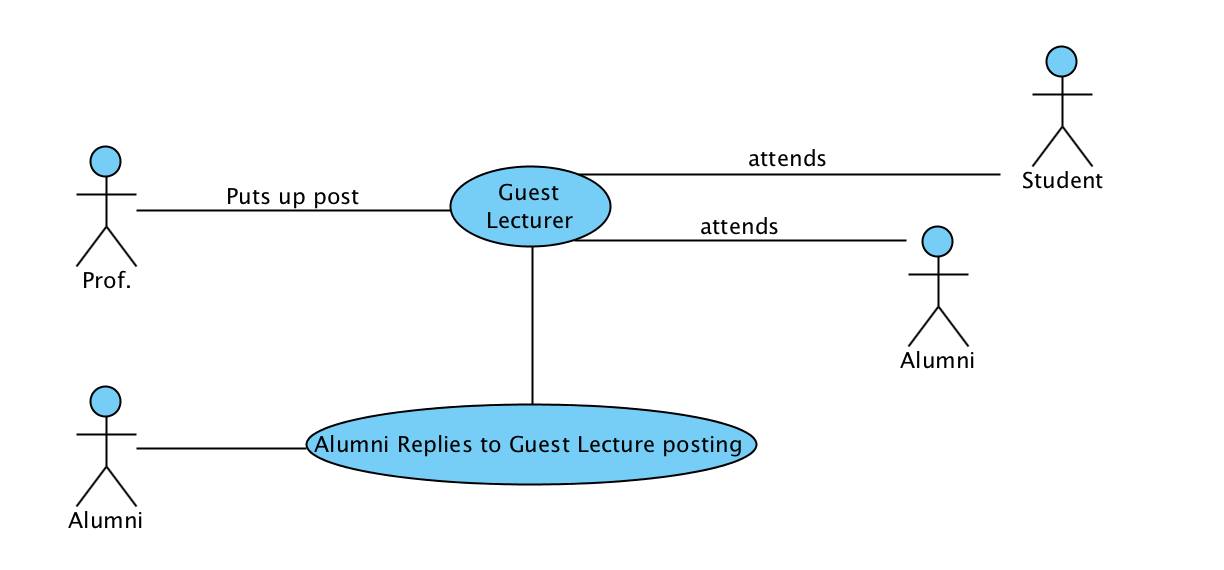 attends
Student
Puts up post
Guest
Lecturer
attends
Prof.
Alumni
Alumni Replies to Guest Lecture posting
Alumni